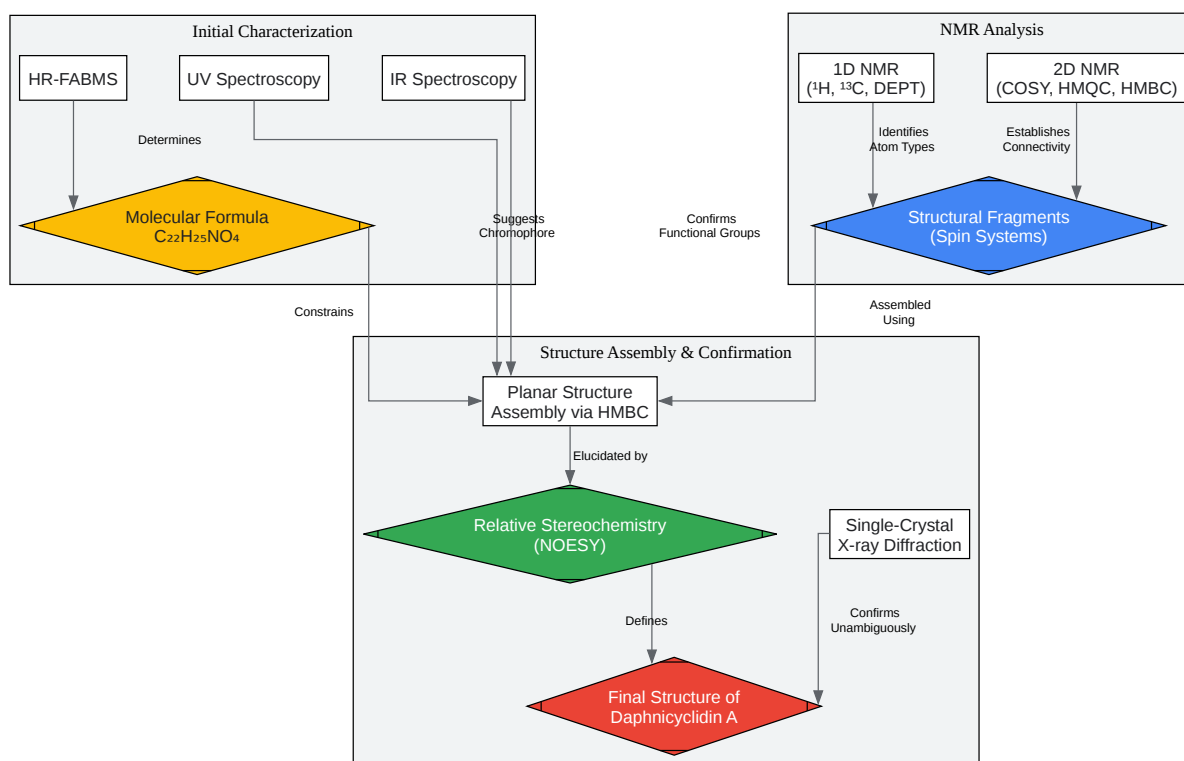 Initial Characterization
HR-FABMS
UV Spectroscopy
IR Spectroscopy
Determines
Molecular Formula
C₂₂H₂₅NO₄
Suggests
Chromophore
Confirms
Functional Groups
NMR Analysis
1D NMR
(¹H, ¹³C, DEPT)
2D NMR
(COSY, HMQC, HMBC)
Identifies
Atom Types
Establishes
Connectivity
Structural Fragments
(Spin Systems)
Constrains
Assembled
Using
Structure Assembly & Confirmation
Planar Structure
Assembly via HMBC
Elucidated by
Relative Stereochemistry
(NOESY)
Single-Crystal
X-ray Diffraction
Defines
Confirms
Unambiguously
Final Structure of
Daphnicyclidin A